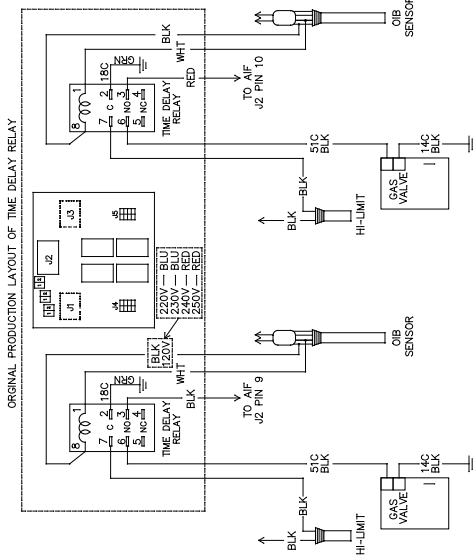 ORGINAL PRODUCTION LAYOUT OF TIME DELAY RELAY
8
1
7
C
2
18C
6
NO
3
5
NC
4
GRN
TIME DELAY
RELAY
BLK
WHT
BLK
120V
220V — BLU
230V — BLU
240V — RED
250V — RED
BLK
TO AIF
J2 PIN 9
J1
J2
J3
J4
J5
8
1
7
C
2
18C
6
NO
3
5
NC
4
GRN
TIME DELAY
RELAY
BLK
WHT
RED
TO AIF
J2 PIN 10
BLK
BLK
HI-LIMIT
51C
BLK
14C
BLK
GAS
VALVE
OIB
SENSOR
BLK
BLK
HI-LIMIT
51C
BLK
14C
BLK
GAS
VALVE
OIB
SENSOR